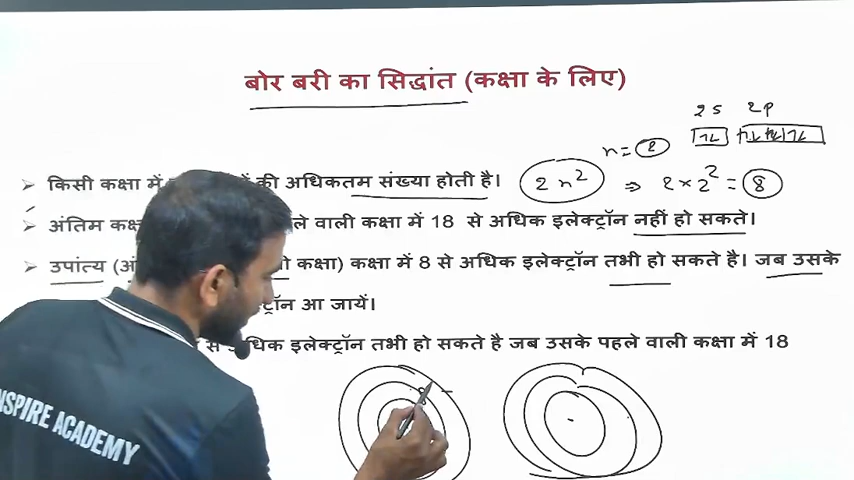 बोर बरी का सिद्धांत (कक्षा के लिए)
2s 2p
n = 2
किसी कक्षा में की अधिकतम संख्या होती है। 2n² ⇒ 2 × 2² = 8
अंतिम वाली कक्षा में 18 से अधिक इलेक्ट्रॉन नहीं हो सकते।
उपांत्य कक्षा) कक्षा में 8 से अधिक इलेक्ट्रॉन तभी हो सकते है। जब उसके
आ जायें।
से अधिक इलेक्ट्रॉन तभी हो सकते है जब उसके पहले वाली कक्षा में 18
INSPIRE ACADEMY